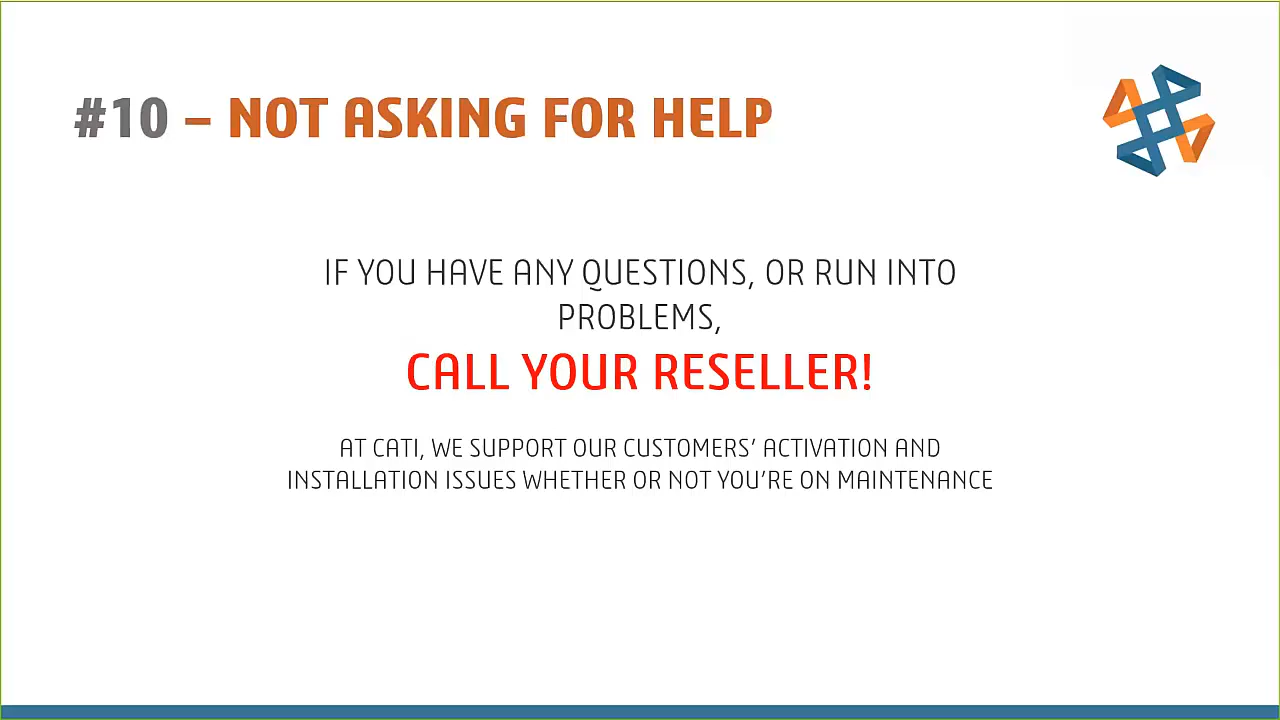 #10 – NOT ASKING FOR HELP
IF YOU HAVE ANY QUESTIONS, OR RUN INTO
PROBLEMS,
CALL YOUR RESELLER!
AT CATI, WE SUPPORT OUR CUSTOMERS’ ACTIVATION AND
INSTALLATION ISSUES WHETHER OR NOT YOU’RE ON MAINTENANCE